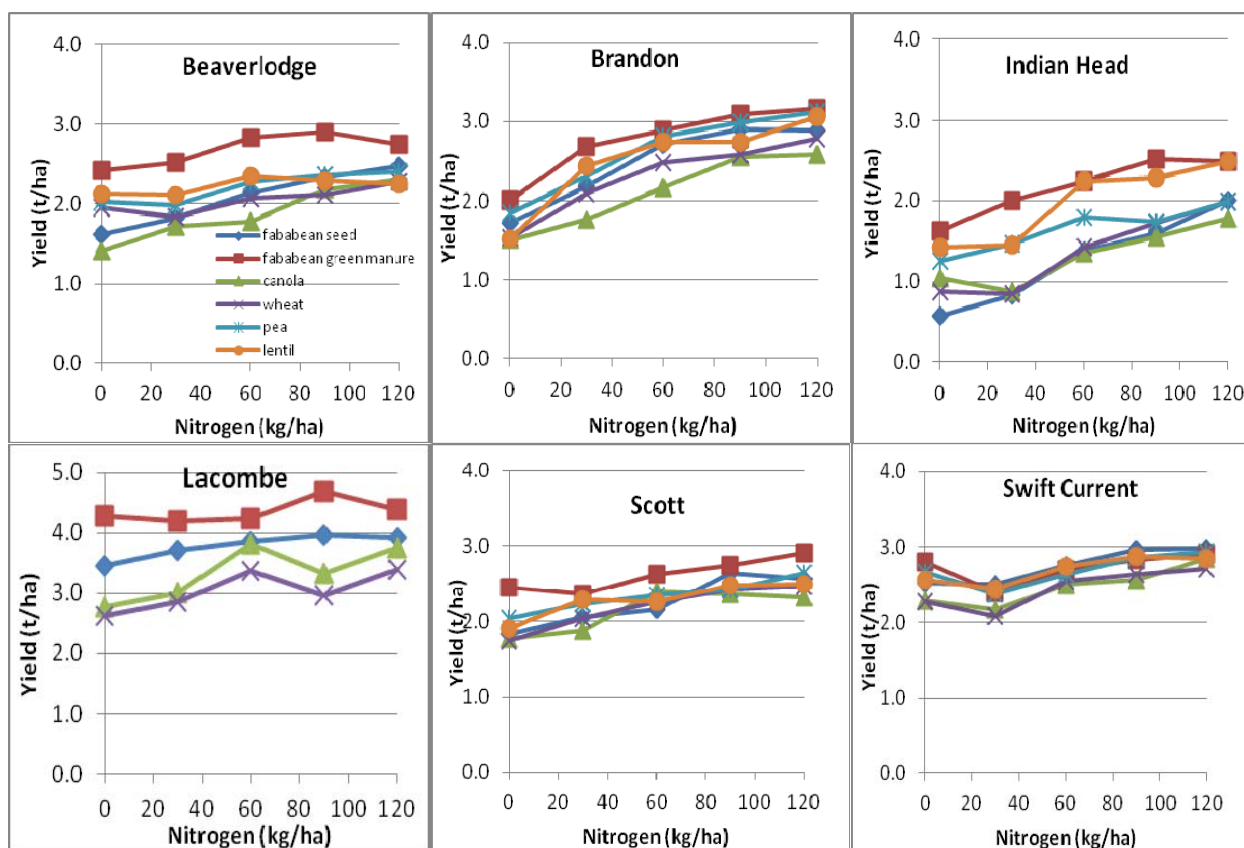 Beaverlodge
4.0
3.0
2.0
1.0
0.0
Yield (t/ha)
fababean seed
fababean green manure
canola
wheat
pea
lentil
0 20 40 60 80 100 120
Nitrogen (kg/ha)
Brandon
4.0
3.0
2.0
1.0
0.0
Yield (t/ha)
0 20 40 60 80 100 120
Nitrogen (kg/ha)
Indian Head
4.0
3.0
2.0
1.0
0.0
Yield (t/ha)
0 20 40 60 80 100 120
Nitrogen (kg/ha)
Lacombe
5.0
4.0
3.0
2.0
1.0
0.0
Yield (t/ha)
0 20 40 60 80 100 120
Nitrogen (kg/ha)
Scott
4.0
3.0
2.0
1.0
0.0
Yield (t/ha)
0 20 40 60 80 100 120
Nitrogen (kg/ha)
Swift Current
4.0
3.0
2.0
1.0
0.0
Yield (t/ha)
0 20 40 60 80 100 120
Nitrogen (kg/ha)